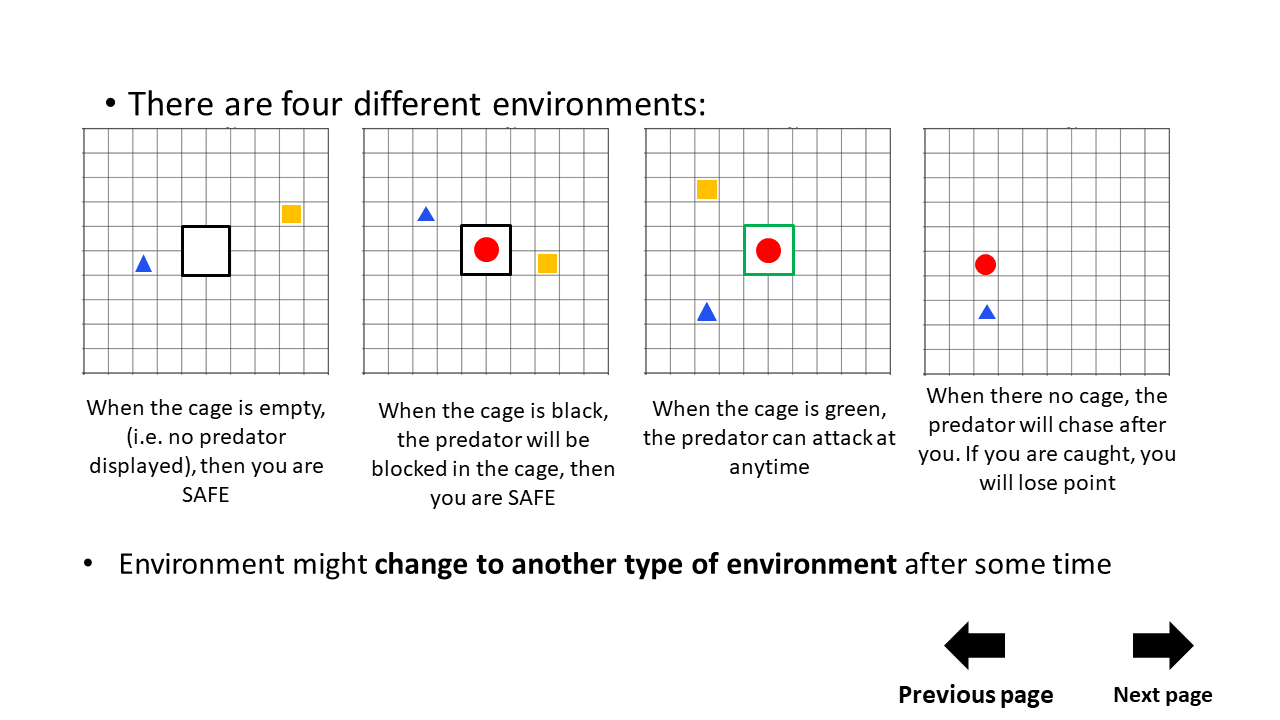 • There are four different environments:
When the cage is empty,
(i.e. no predator
displayed), then you are
SAFE
When the cage is black,
the predator will be
blocked in the cage, then
you are SAFE
When the cage is green,
the predator can attack at
anytime
When there no cage, the
predator will chase after
you. If you are caught, you
will lose point
• Environment might change to another type of environment after some time
Previous page
Next page